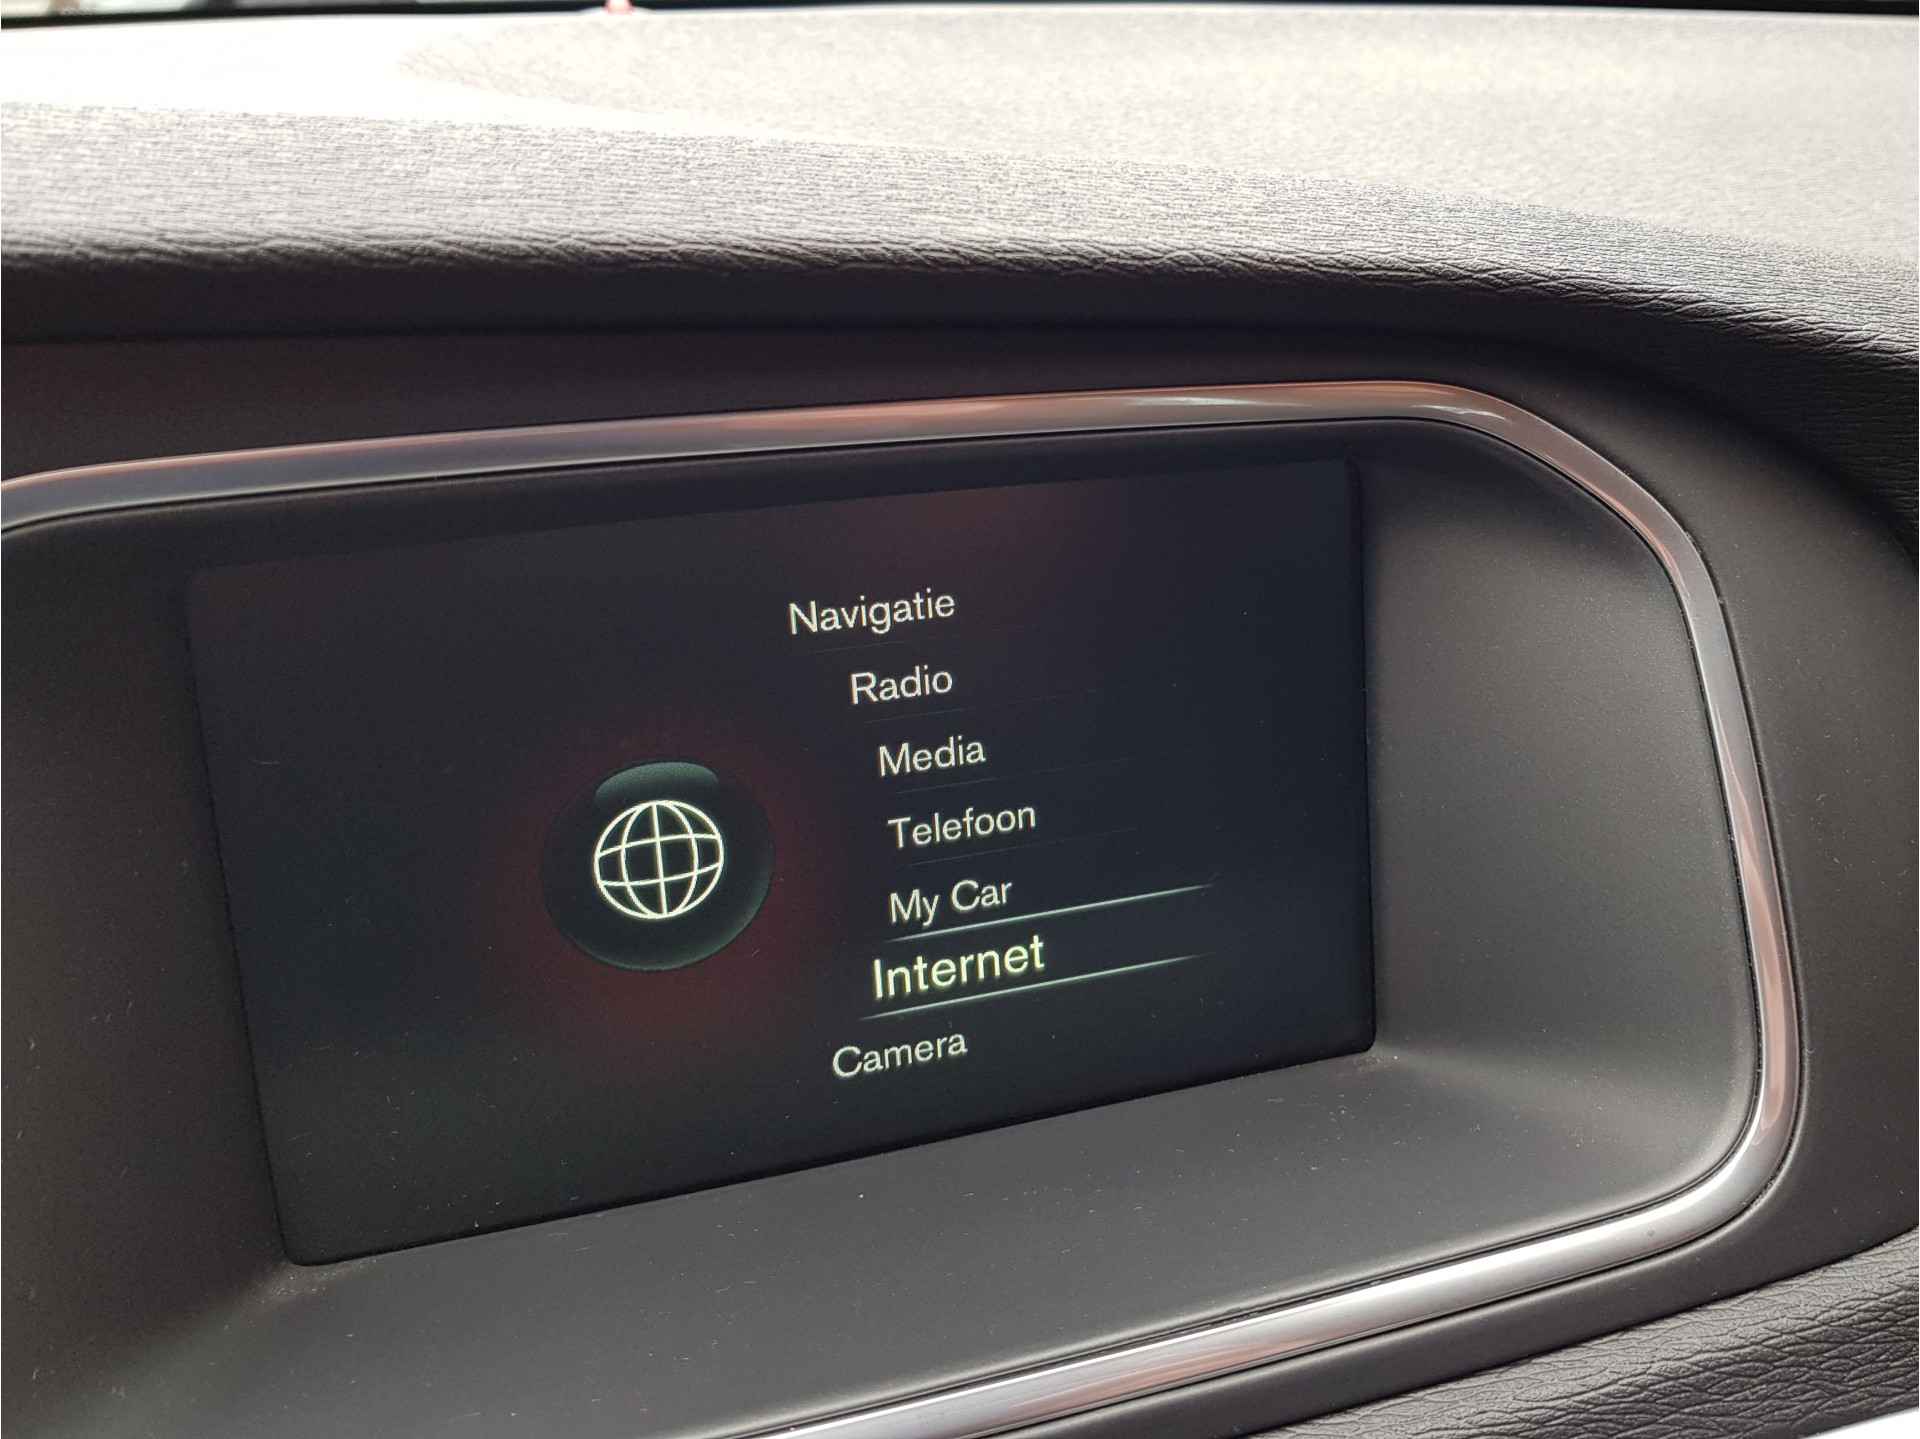 Navigatie
Radio
Media
Telefoon
My Car
Internet
Camera